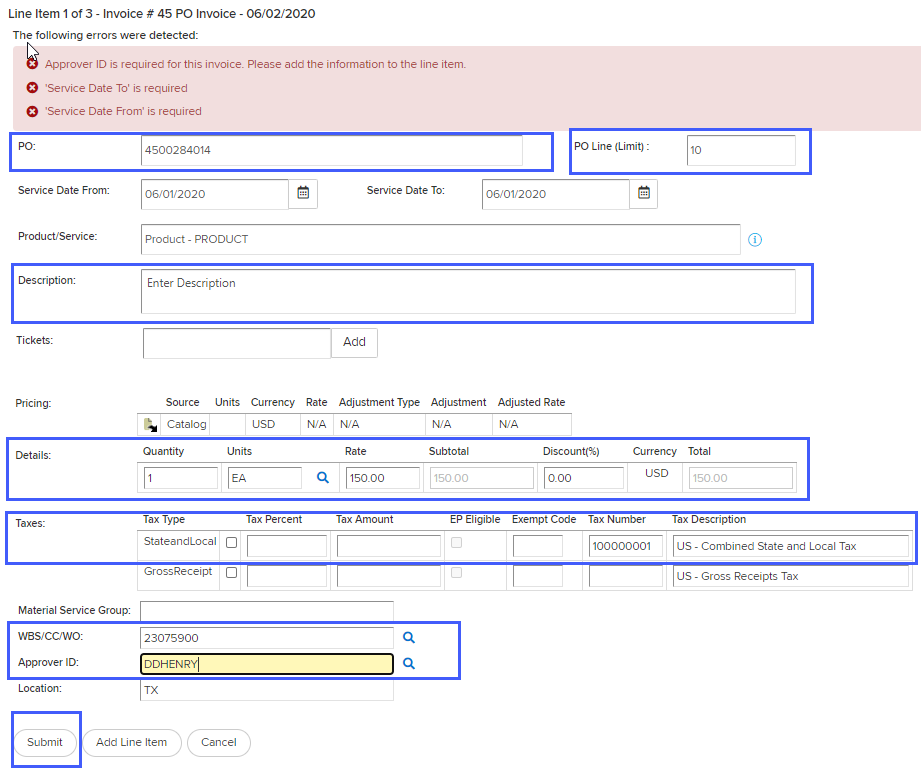 Line Item 1 of 3 - Invoice # 45 PO Invoice - 06/02/2020
The following errors were detected:
Approver ID is required for this invoice. Please add the information to the line item.
'Service Date To' is required
'Service Date From' is required
PO: 4500284014 PO Line (Limit) : 10
Service Date From: 06/01/2020 Service Date To: 06/01/2020
Product/Service: Product - PRODUCT
Description: Enter Description
Tickets: Add
Pricing: Source Units Currency Rate Adjustment Type Adjustment Adjusted Rate
Catalog USD N/A N/A N/A N/A
Details: Quantity Units Rate Subtotal Discount(%) Currency Total
1 EA 150.00 150.00 0.00 USD 150.00
Taxes: Tax Type Tax Percent Tax Amount EP Eligible Exempt Code Tax Number Tax Description
StateandLocal 100000001 US - Combined State and Local Tax
GrossReceipt US - Gross Receipts Tax
Material Service Group:
WBS/CC/WO: 23075900
Approver ID: DDHENRY
Location: TX
Submit Add Line Item Cancel